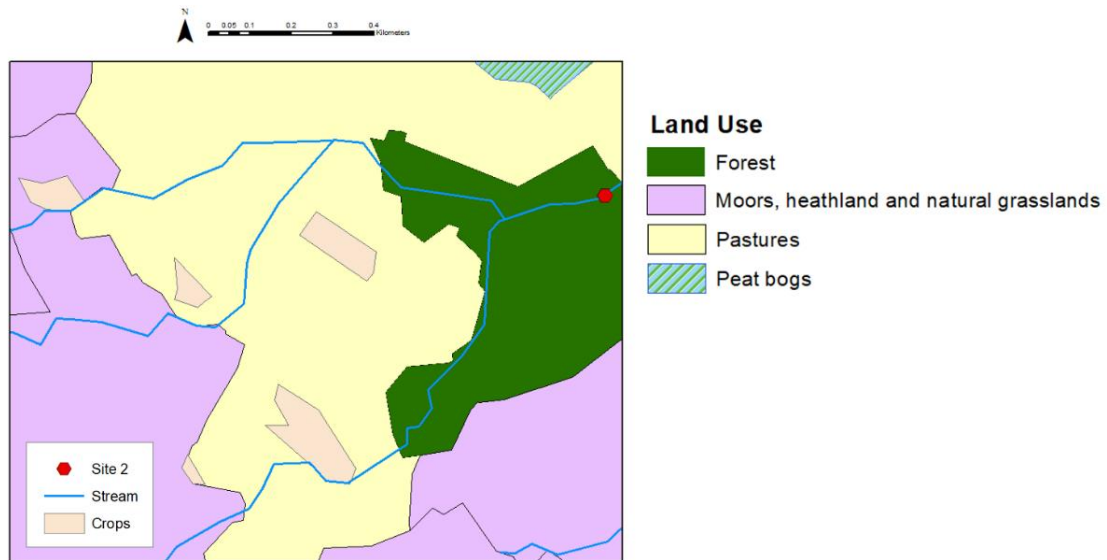 N
0 0.05 0.1 0.2 0.3 0.4
Kilometers
Land Use
Forest
Moors, heathland and natural grasslands
Pastures
Peat bogs
Site 2
Stream
Crops